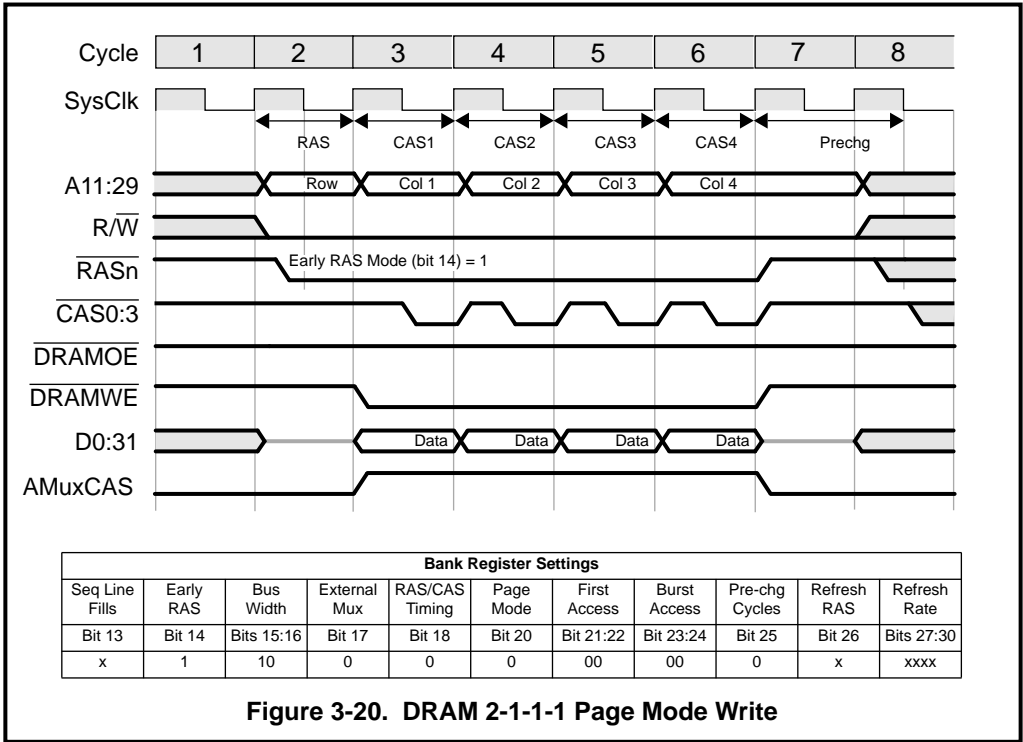 Cycle 1 2 3 4 5 6 7 8
SysClk
RAS CAS1 CAS2 CAS3 CAS4 Prechg
A11:29 Row Col 1 Col 2 Col 3 Col 4
R/W̅
R̅A̅S̅n̅ Early RAS Mode (bit 14) = 1
C̅A̅S̅0:3
D̅R̅A̅M̅O̅E̅
D̅R̅A̅M̅W̅E̅
D0:31 Data Data Data Data
AMuxCAS
Bank Register Settings
Seq Line Early Bus External RAS/CAS Page First Burst Pre-chg Refresh Refresh
Fills RAS Width Mux Timing Mode Access Access Cycles RAS Rate
Bit 13 Bit 14 Bits 15:16 Bit 17 Bit 18 Bit 20 Bit 21:22 Bit 23:24 Bit 25 Bit 26 Bits 27:30
x 1 10 0 0 0 00 00 0 x xxxx
Figure 3-20. DRAM 2-1-1-1 Page Mode Write